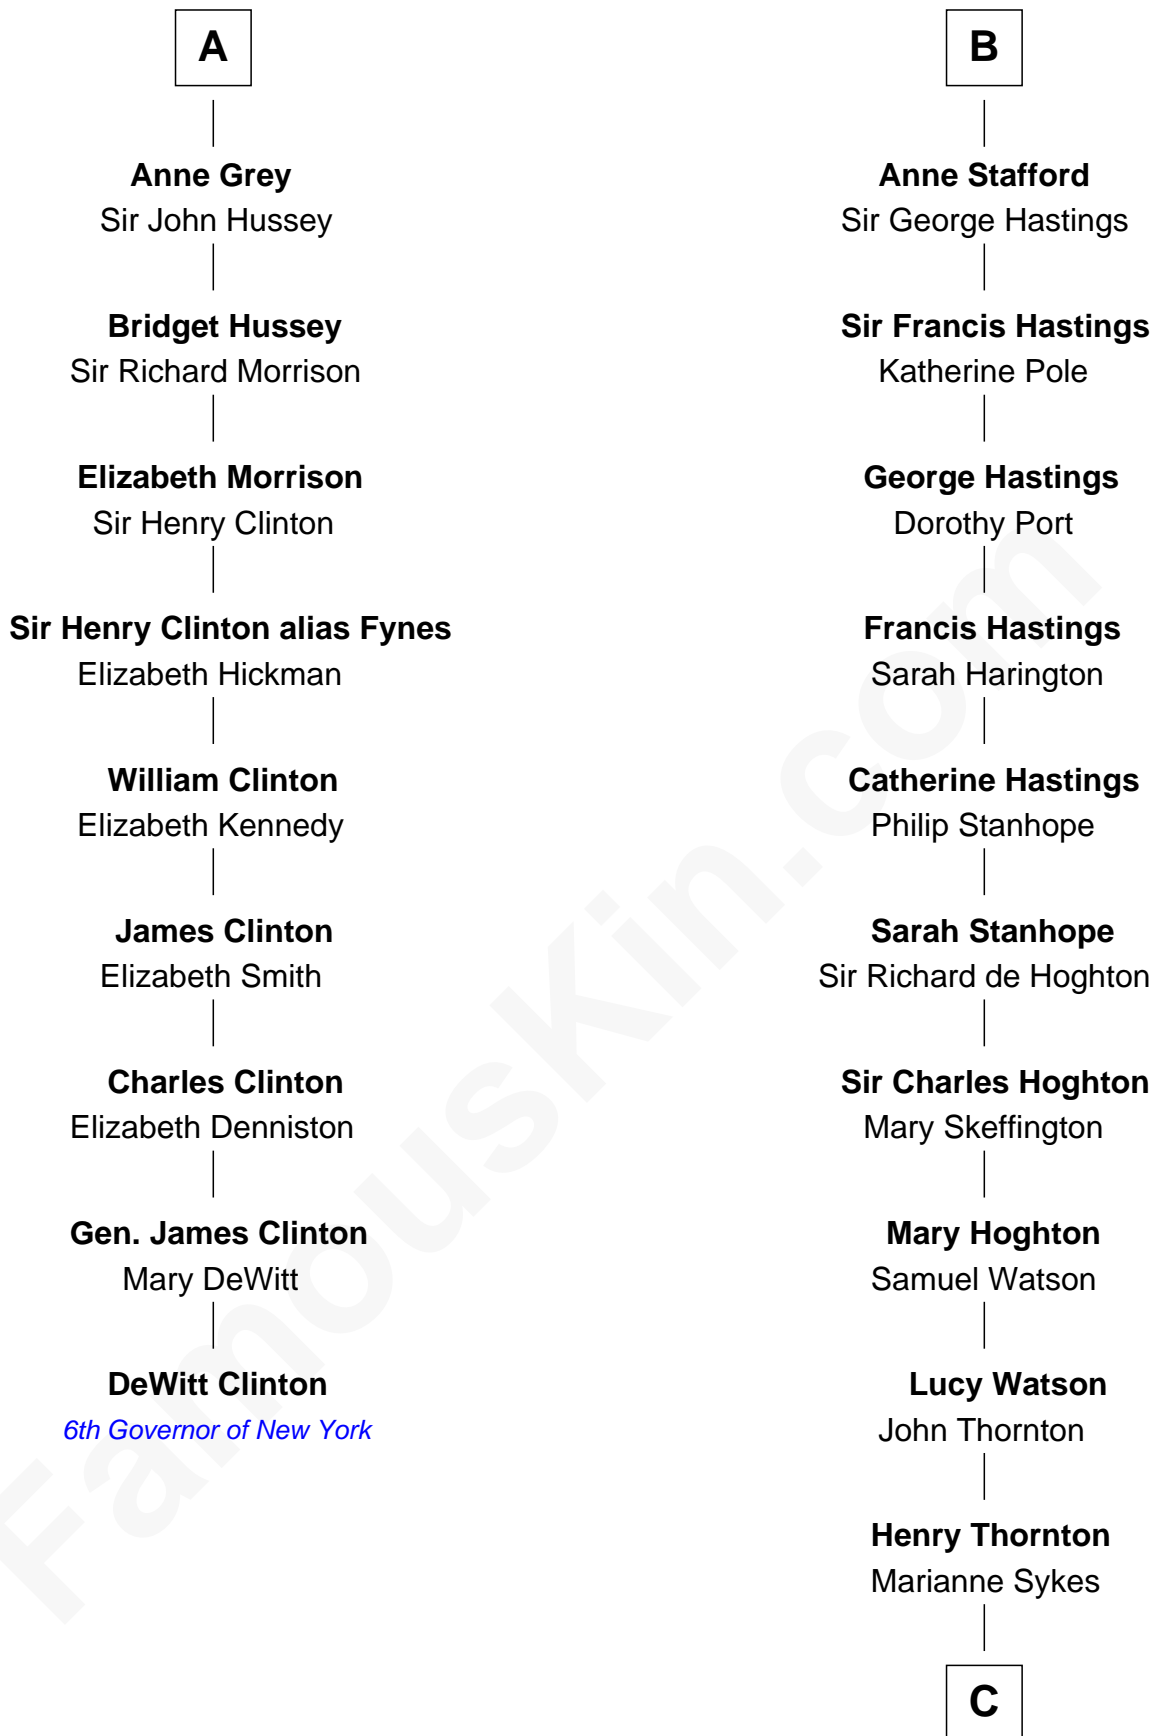 A
Anne Grey
Sir John Hussey
Bridget Hussey
Sir Richard Morrison
Elizabeth Morrison
Sir Henry Clinton
Sir Henry Clinton alias Fynes
Elizabeth Hickman
William Clinton
Elizabeth Kennedy
James Clinton
Elizabeth Smith
Charles Clinton
Elizabeth Denniston
Gen. James Clinton
Mary DeWitt
DeWitt Clinton
6th Governor of New York
B
Anne Stafford
Sir George Hastings
Sir Francis Hastings
Katherine Pole
George Hastings
Dorothy Port
Francis Hastings
Sarah Harington
Catherine Hastings
Philip Stanhope
Sarah Stanhope
Sir Richard de Hoghton
Sir Charles Hoghton
Mary Skeffington
Mary Hoghton
Samuel Watson
Lucy Watson
John Thornton
Henry Thornton
Marianne Sykes
C
FamousKin.com